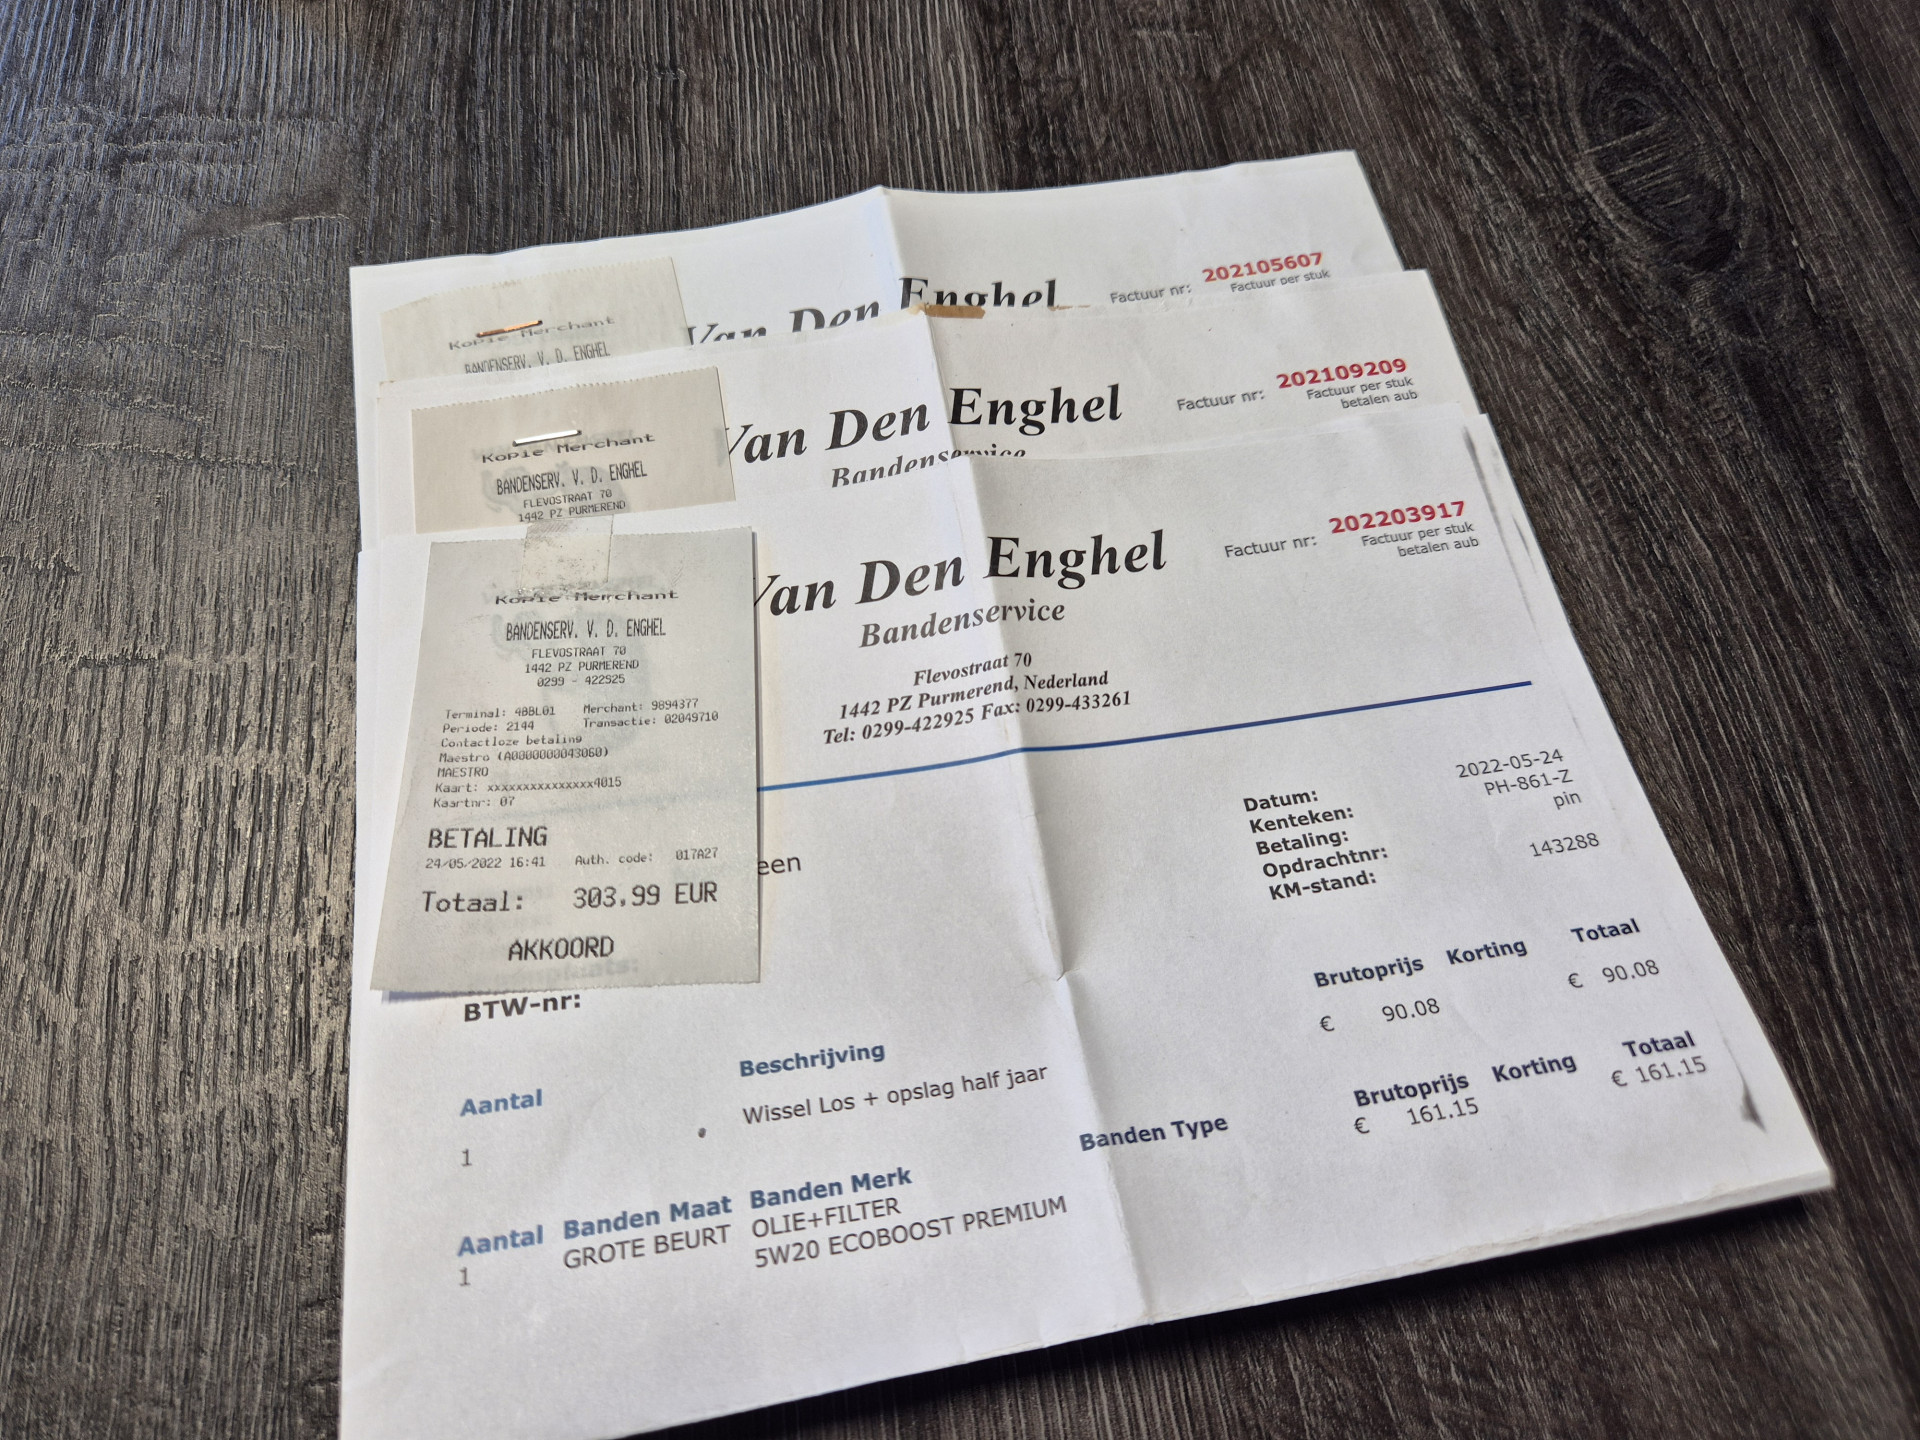 202105607
Factuur nr:
Factuur per stuk
Van Den Enghel
Kopie Merchant
BANDENSERV. V. D. ENGHEL
202109209
Factuur nr:
Factuur per stuk
betalen aub
Van Den Enghel
Bandenservice
Kopie Merchant
BANDENSERV. V. D. ENGHEL
FLEVOSTRAAT 70
1442 PZ PURMEREND
202203917
Factuur nr:
Factuur per stuk
betalen aub
Van Den Enghel
Bandenservice
Flevostraat 70
1442 PZ Purmerend, Nederland
Tel: 0299-422925 Fax: 0299-433261
Kopie Merchant
BANDENSERV. V. D. ENGHEL
FLEVOSTRAAT 70
1442 PZ PURMEREND
0299 - 422925
Terminal: 4BBL01 Merchant: 9894377
Periode: 2144 Transactie: 02049710
Contactloze betaling
Maestro (A0000000043060)
MAESTRO
Kaart: xxxxxxxxxxxxxxx4015
Kaartnr: 07
BETALING
24/05/2022 16:41 Auth. code: 017A27
Totaal: 303,99 EUR
AKKOORD
een
Datum: 2022-05-24
Kenteken: PH-861-Z
Betaling: pin
Opdrachtnr: 143288
KM-stand:
BTW-nr:
Aantal Beschrijving Brutoprijs Korting Totaal
1 Wissel Los + opslag half jaar € 90.08 € 90.08
Aantal Banden Maat Banden Merk Banden Type Brutoprijs Korting Totaal
1 GROTE BEURT OLIE+FILTER € 161.15 € 161.15
5W20 ECOBOOST PREMIUM